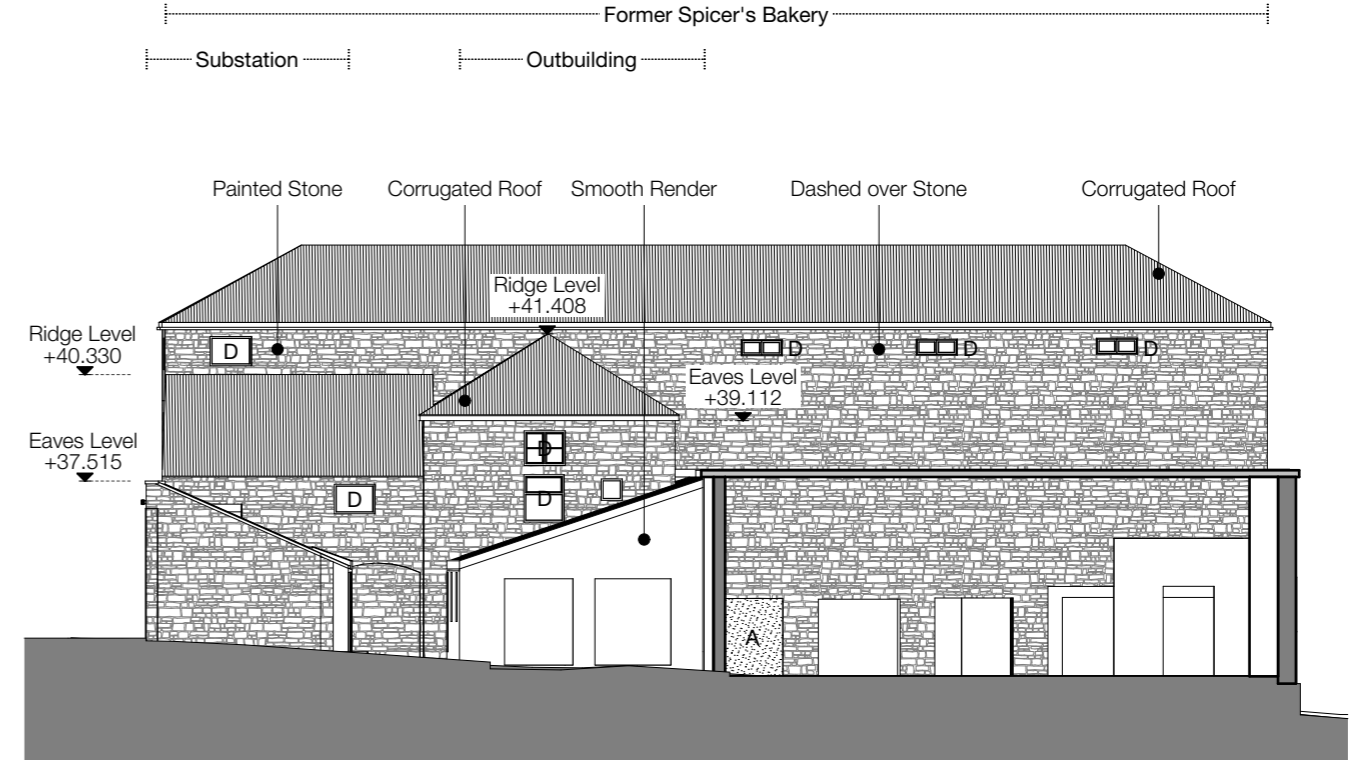 Former Spicer's Bakery
Substation
Outbuilding
Painted Stone
Corrugated Roof
Smooth Render
Dashed over Stone
Corrugated Roof
Ridge Level
+41.408
Ridge Level
+40.330
D
D
D
D
Eaves Level
+39.112
Eaves Level
+37.515
D
D
D
A